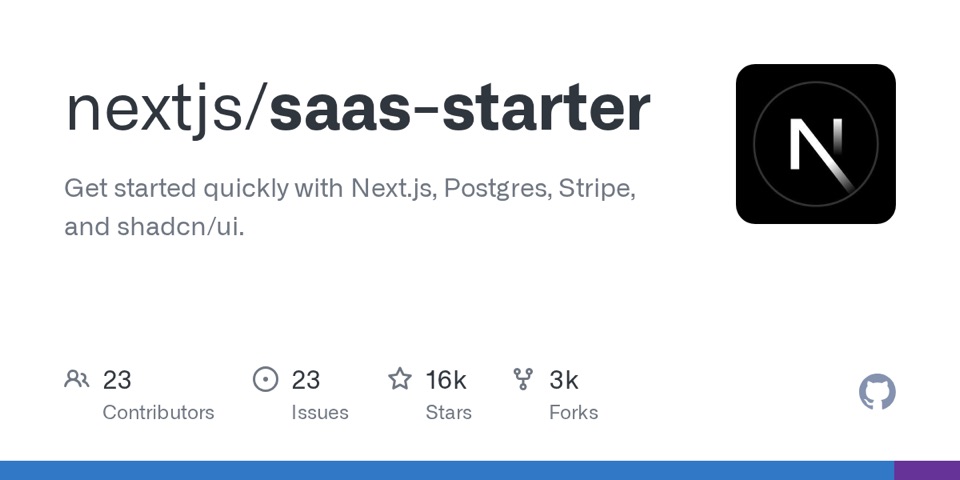 nextjs/saas-starter
Get started quickly with Next.js, Postgres, Stripe,
and shadcn/ui.
N
23
Contributors
23
Issues
16k
Stars
3k
Forks